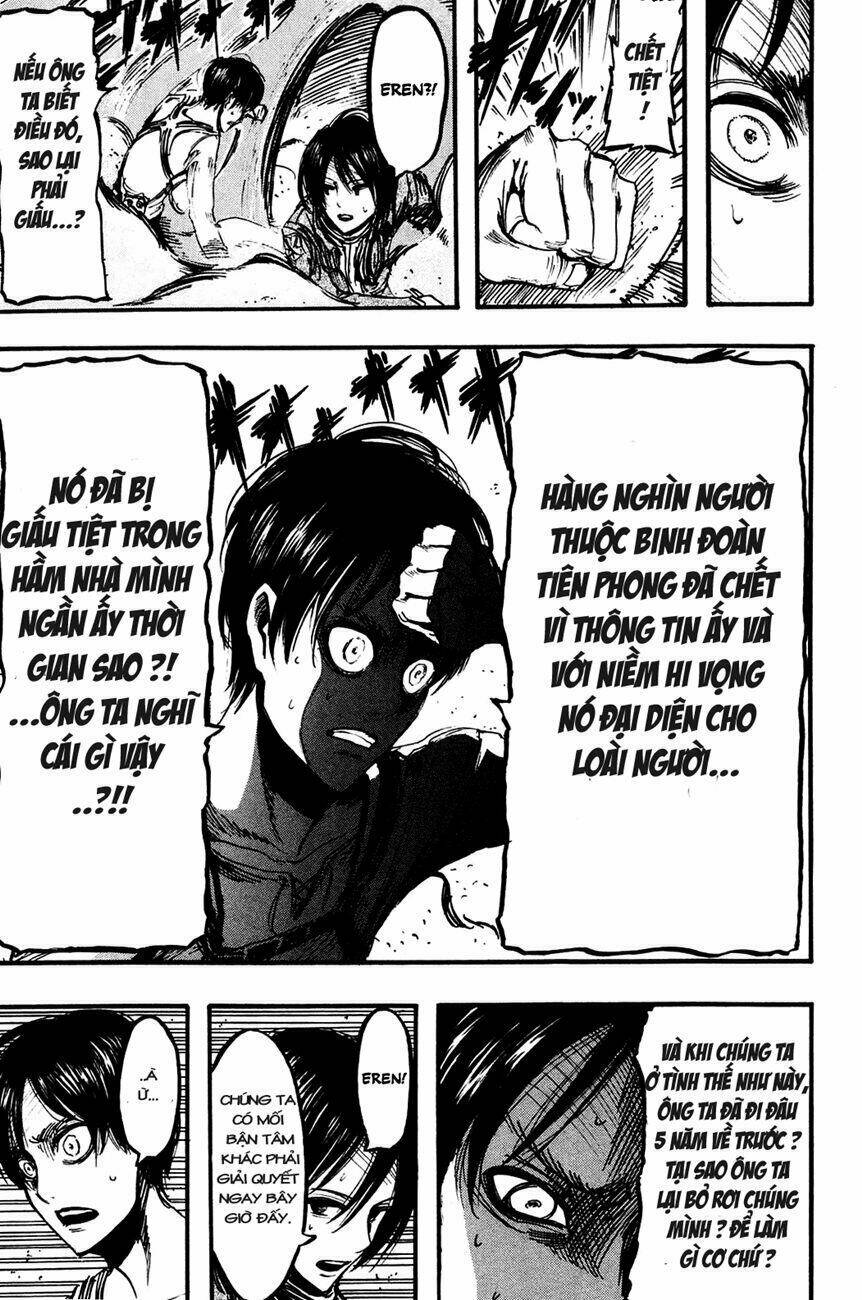 CHẾT
TIỆT
!
EREN?!
NẾU ÔNG
TA BIẾT
ĐIỀU ĐÓ,
SAO LẠI
PHẢI
GIẤU...?
HÀNG NGHÌN NGƯỜI
THUỘC BINH ĐOÀN
TIÊN PHONG ĐÃ CHẾT
VÌ THÔNG TIN ẤY VÀ
VỚI NIỀM HI VỌNG
NÓ ĐẠI DIỆN CHO
LOÀI NGƯỜI...
NÓ ĐÃ BỊ
GIẤU TIỆT TRONG
HẦM NHÀ MÌNH
NGẦN ẤY THỜI
GIAN SAO ?!
...ÔNG TA NGHĨ
CÁI GÌ VẬY
..?!!
VÀ KHI CHÚNG TA
Ở TÌNH THẾ NHƯ NÀY,
ÔNG TA ĐÃ ĐI ĐÂU
5 NĂM VỀ TRƯỚC ?
TẠI SAO ÔNG TA
LẠI BỎ RƠI CHÚNG
MÌNH ? ĐỂ LÀM
GÌ CƠ CHỨ ?
EREN!
CHÚNG TA
CÓ MỐI
BẬN TÂM
KHÁC PHẢI
GIẢI QUYẾT
NGAY BÂY
GIỜ ĐẤY.
..À
Ừ...